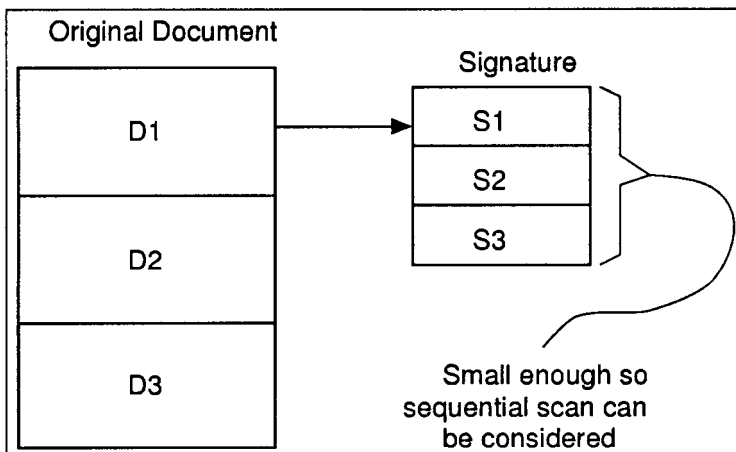 Original Document
Signature
D1
S1
S2
D2
S3
D3
Small enough so
sequential scan can
be considered